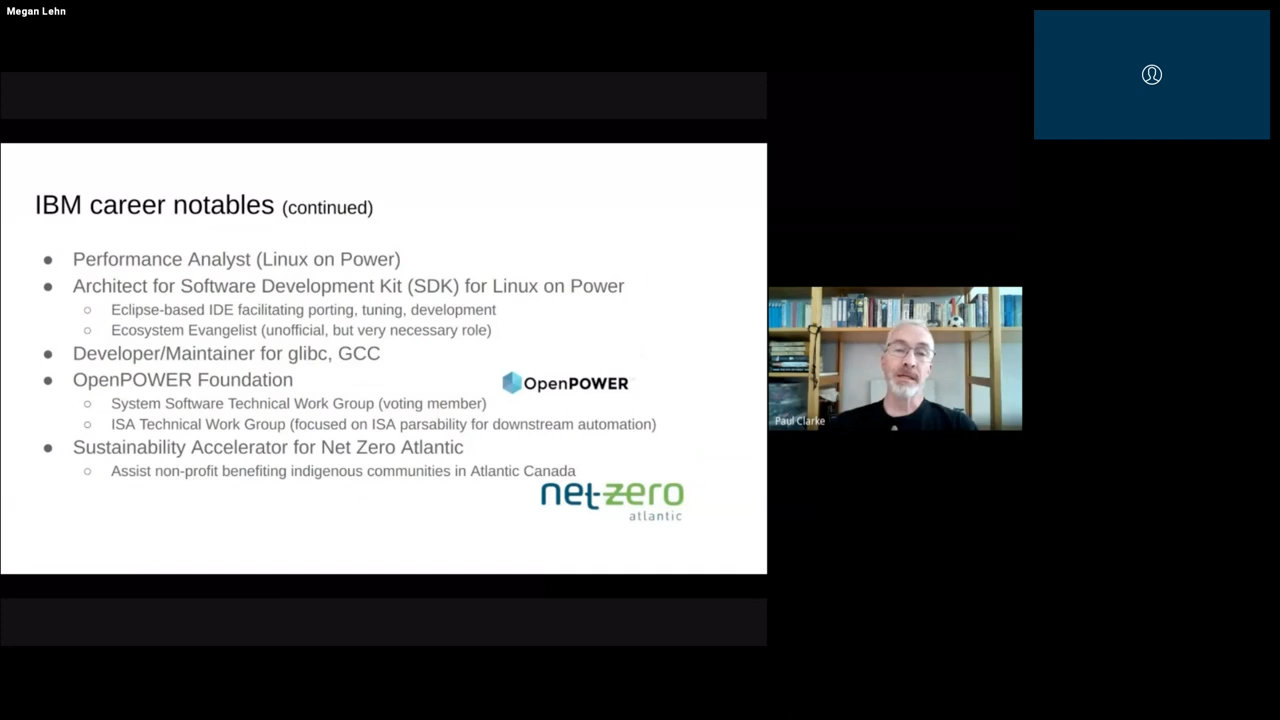 Megan Lehn
IBM career notables (continued)
● Performance Analyst (Linux on Power)
● Architect for Software Development Kit (SDK) for Linux on Power
○ Eclipse-based IDE facilitating porting, tuning, development
○ Ecosystem Evangelist (unofficial, but very necessary role)
● Developer/Maintainer for glibc, GCC
● OpenPOWER Foundation
OpenPOWER
○ System Software Technical Work Group (voting member)
○ ISA Technical Work Group (focused on ISA parsability for downstream automation)
● Sustainability Accelerator for Net Zero Atlantic
○ Assist non-profit benefiting indigenous communities in Atlantic Canada
net-zero
atlantic
Paul Clarke